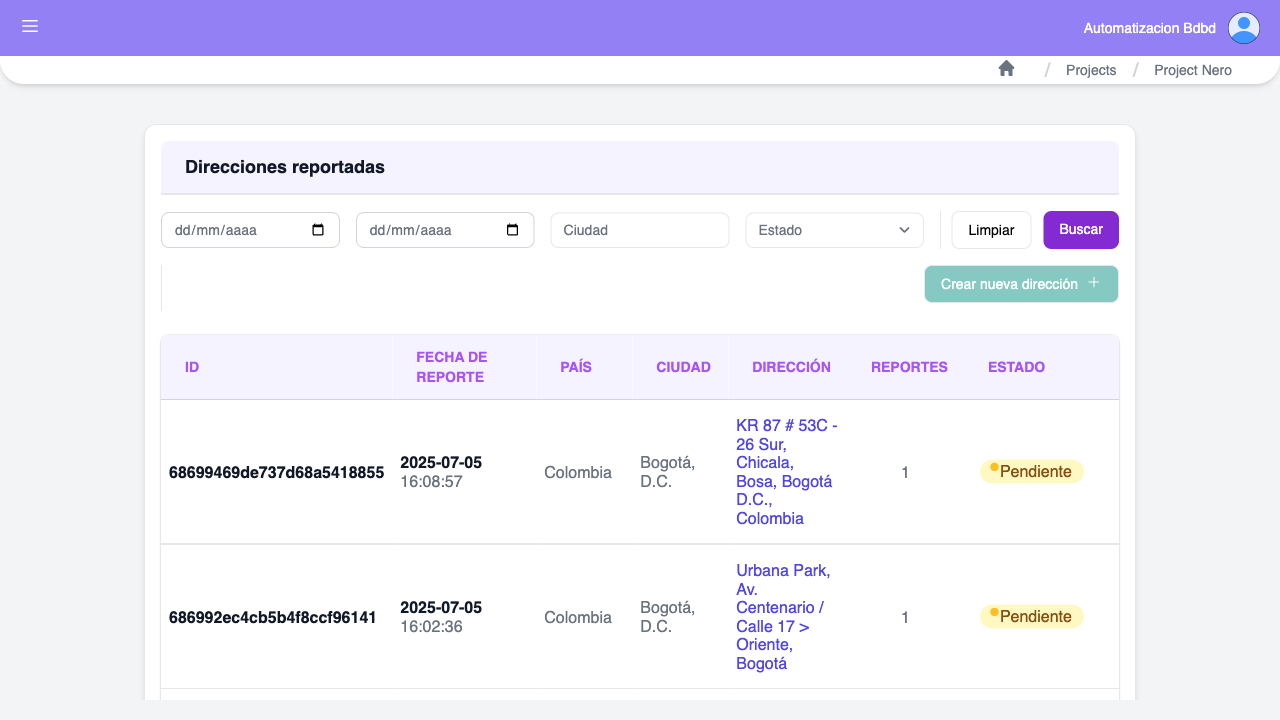 Automatizacion Bdbd
/ Projects / Project Nero
Direcciones reportadas
dd/mm/aaaa dd/mm/aaaa Ciudad Estado Limpiar Buscar
Crear nueva dirección +
ID FECHA DE REPORTE PAÍS CIUDAD DIRECCIÓN REPORTES ESTADO
68699469de737d68a5418855
2025-07-05
16:08:57
Colombia
Bogotá,
D.C.
KR 87 # 53C -
26 Sur,
Chicala,
Bosa, Bogotá
D.C.,
Colombia
1
Pendiente
686992ec4cb5b4f8ccf96141
2025-07-05
16:02:36
Colombia
Bogotá,
D.C.
Urbana Park,
Av.
Centenario /
Calle 17 >
Oriente,
Bogotá
1
Pendiente